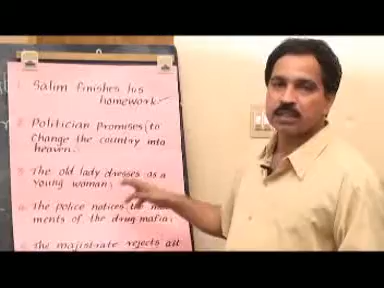 1. Salim finishes his
homework.
2. Politician promises to
change the country into
heaven.
3. The old lady dresses as a
young woman.
4. The police notices the
ments of the drug mafia.
5. The majistrate rejects all